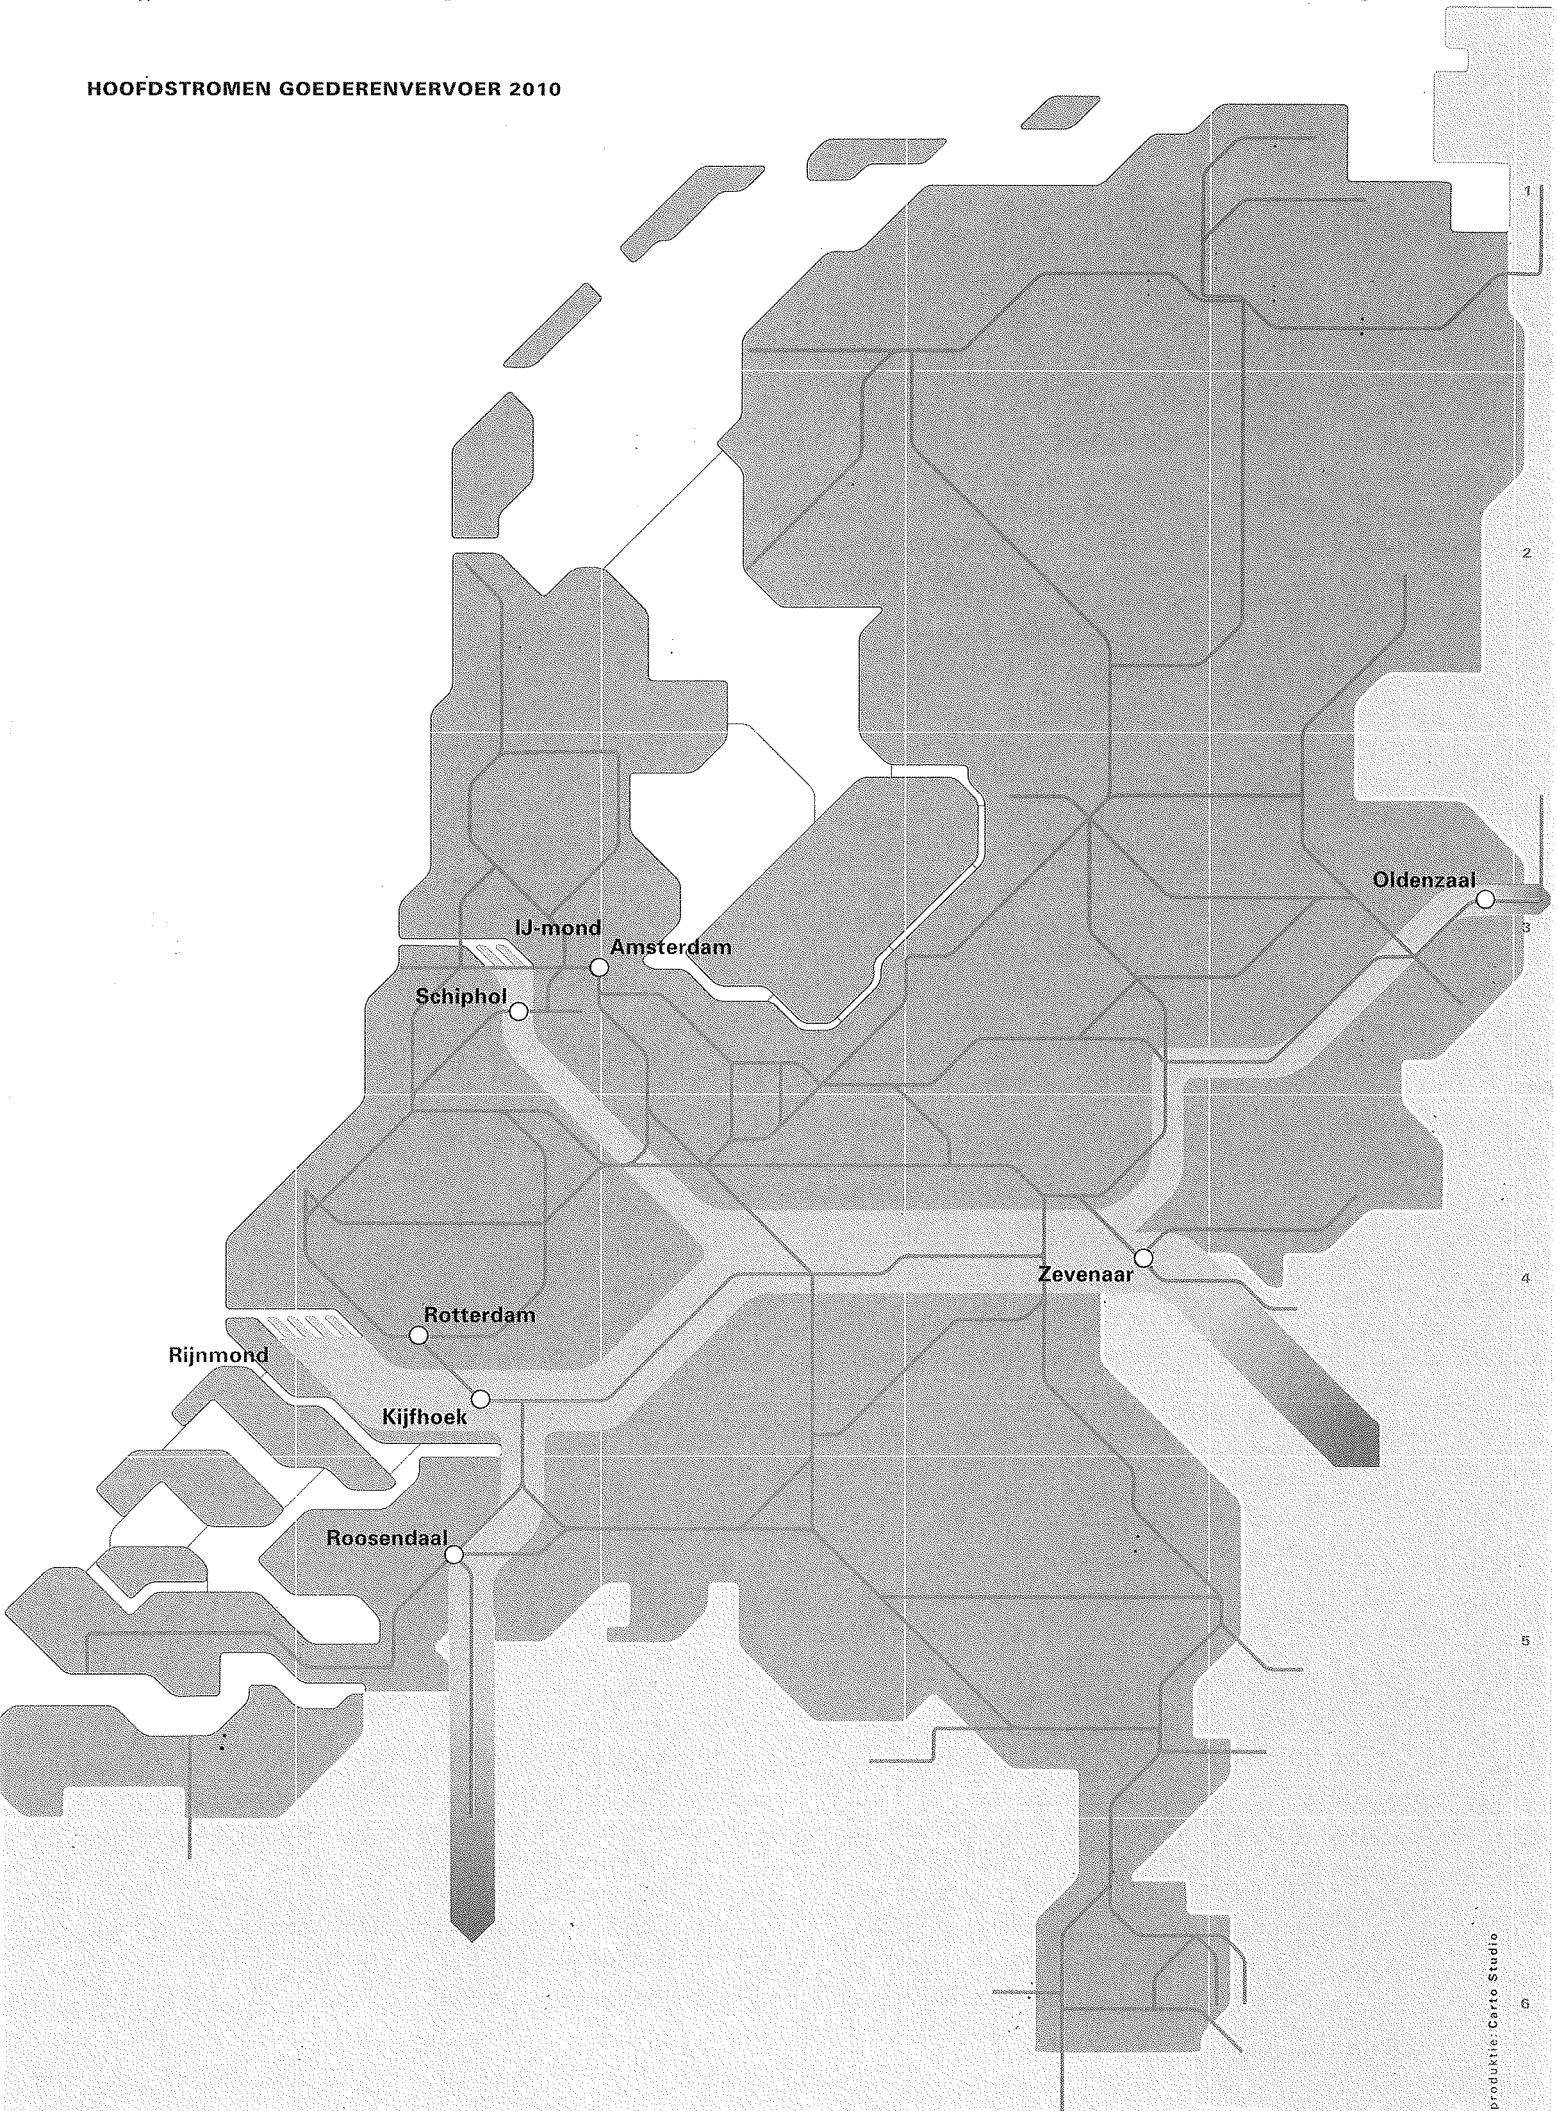 HOOFDSTROMEN GOEDERENVERVOER 2010
1
2
Oldenzaal
3
IJ-mond
Amsterdam
Schiphol
Zevenaar
4
Rotterdam
Rijnmond
Kijfhoek
Roosendaal
5
6
produktie: Carto Studio